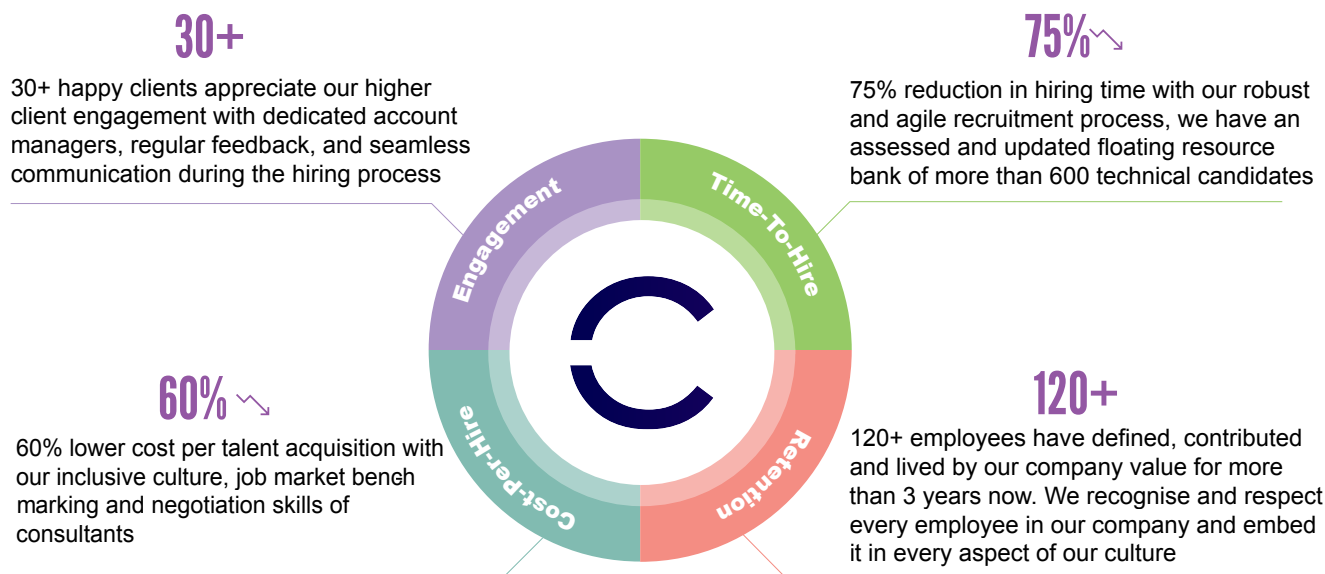 30+
30+ happy clients appreciate our higher
client engagement with dedicated account
managers, regular feedback, and seamless
communication during the hiring process
75%
75% reduction in hiring time with our robust
and agile recruitment process, we have an
assessed and updated floating resource
bank of more than 600 technical candidates
Engagement
Time-To-Hire
Cost-Per-Hire
Retention
60%
60% lower cost per talent acquisition with
our inclusive culture, job market bench
marking and negotiation skills of
consultants
120+
120+ employees have defined, contributed
and lived by our company value for more
than 3 years now. We recognise and respect
every employee in our company and embed
it in every aspect of our culture